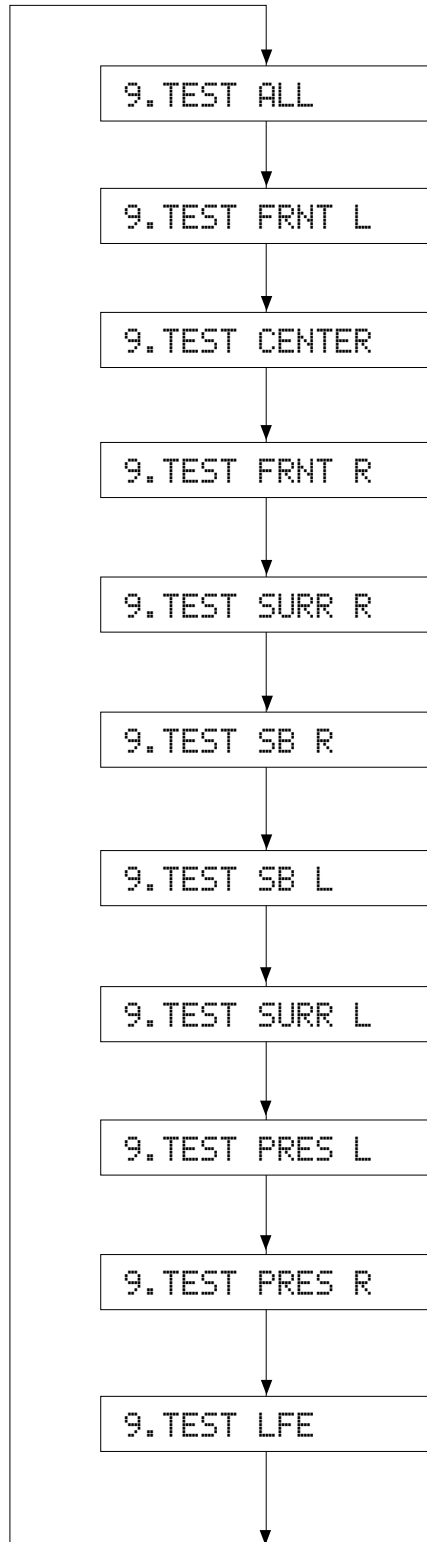 9.TEST ALL
9.TEST FRNT L
9.TEST CENTER
9.TEST FRNT R
9.TEST SURR R
9.TEST SB R
9.TEST SB L
9.TEST SURR L
9.TEST PRES L
9.TEST PRES R
9.TEST LFE